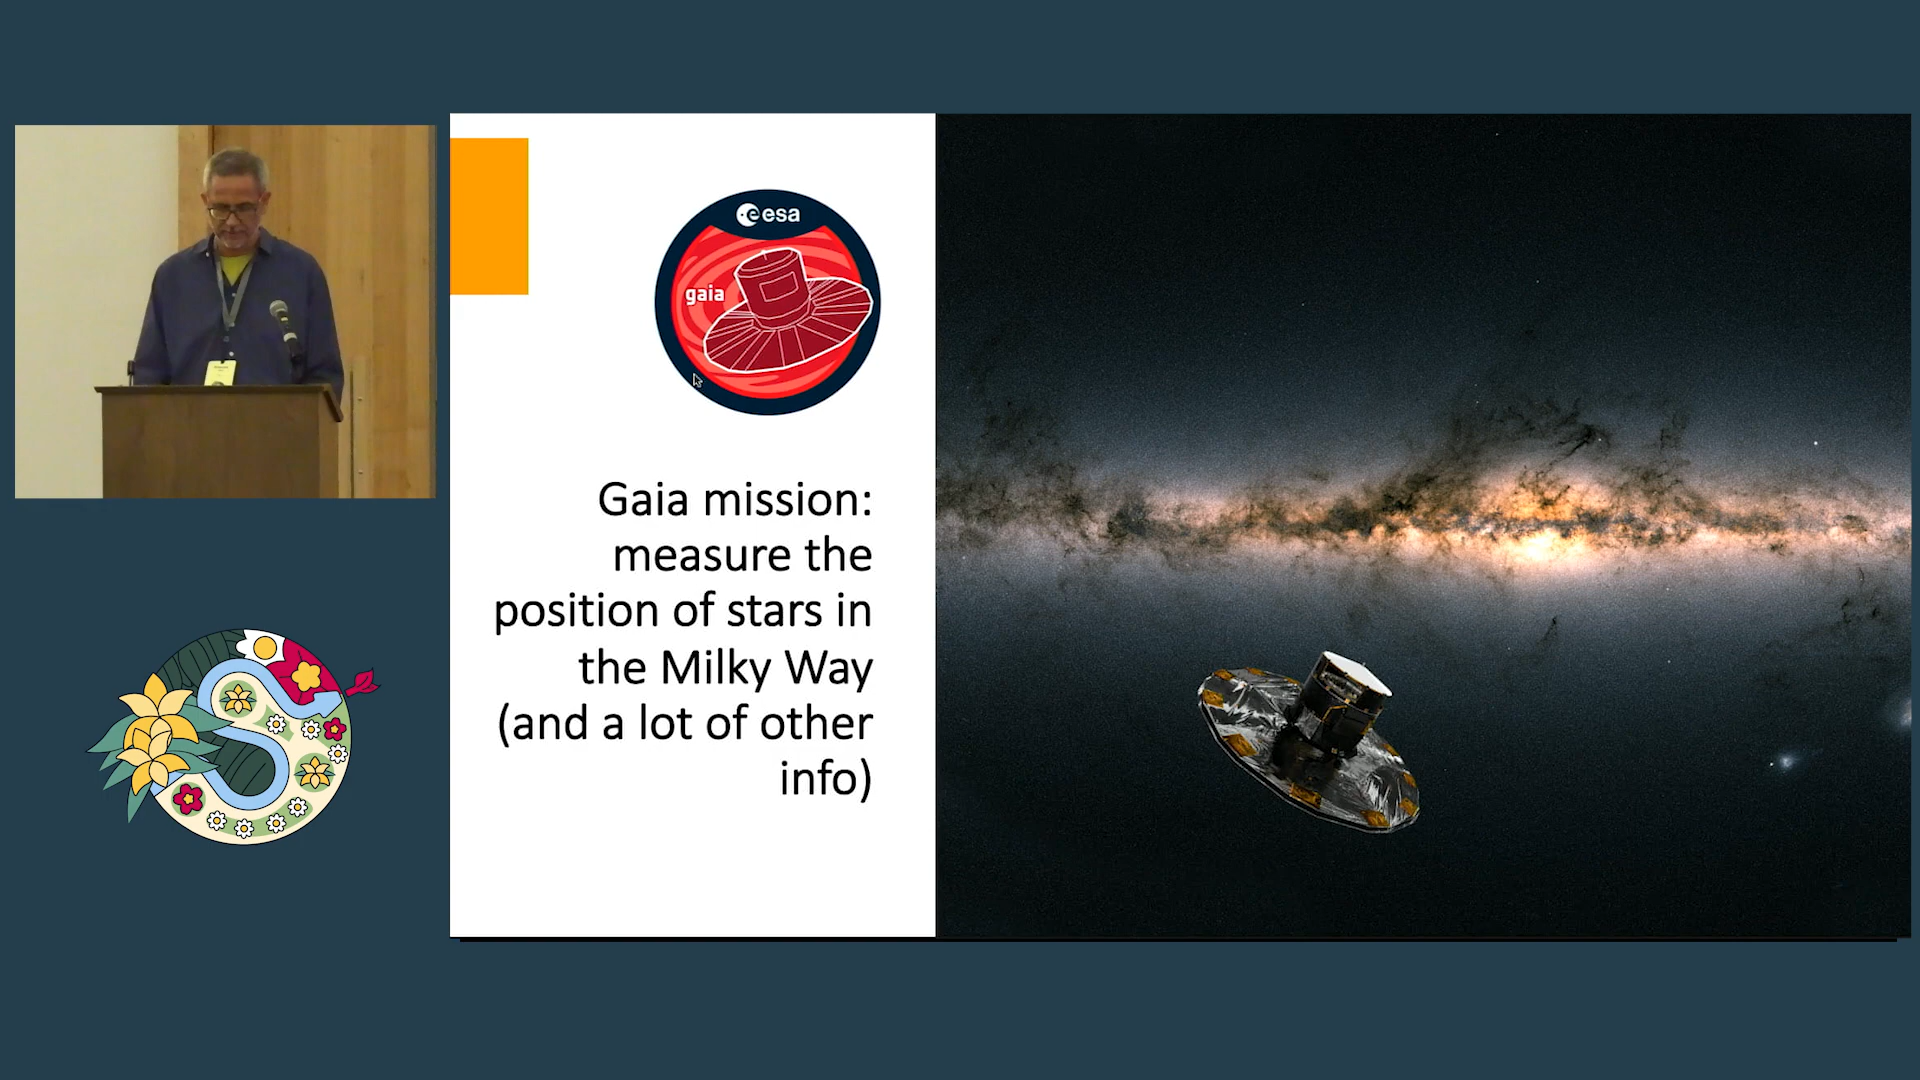 esa
gaia
Gaia mission:
measure the
position of stars in
the Milky Way
(and a lot of other
info)